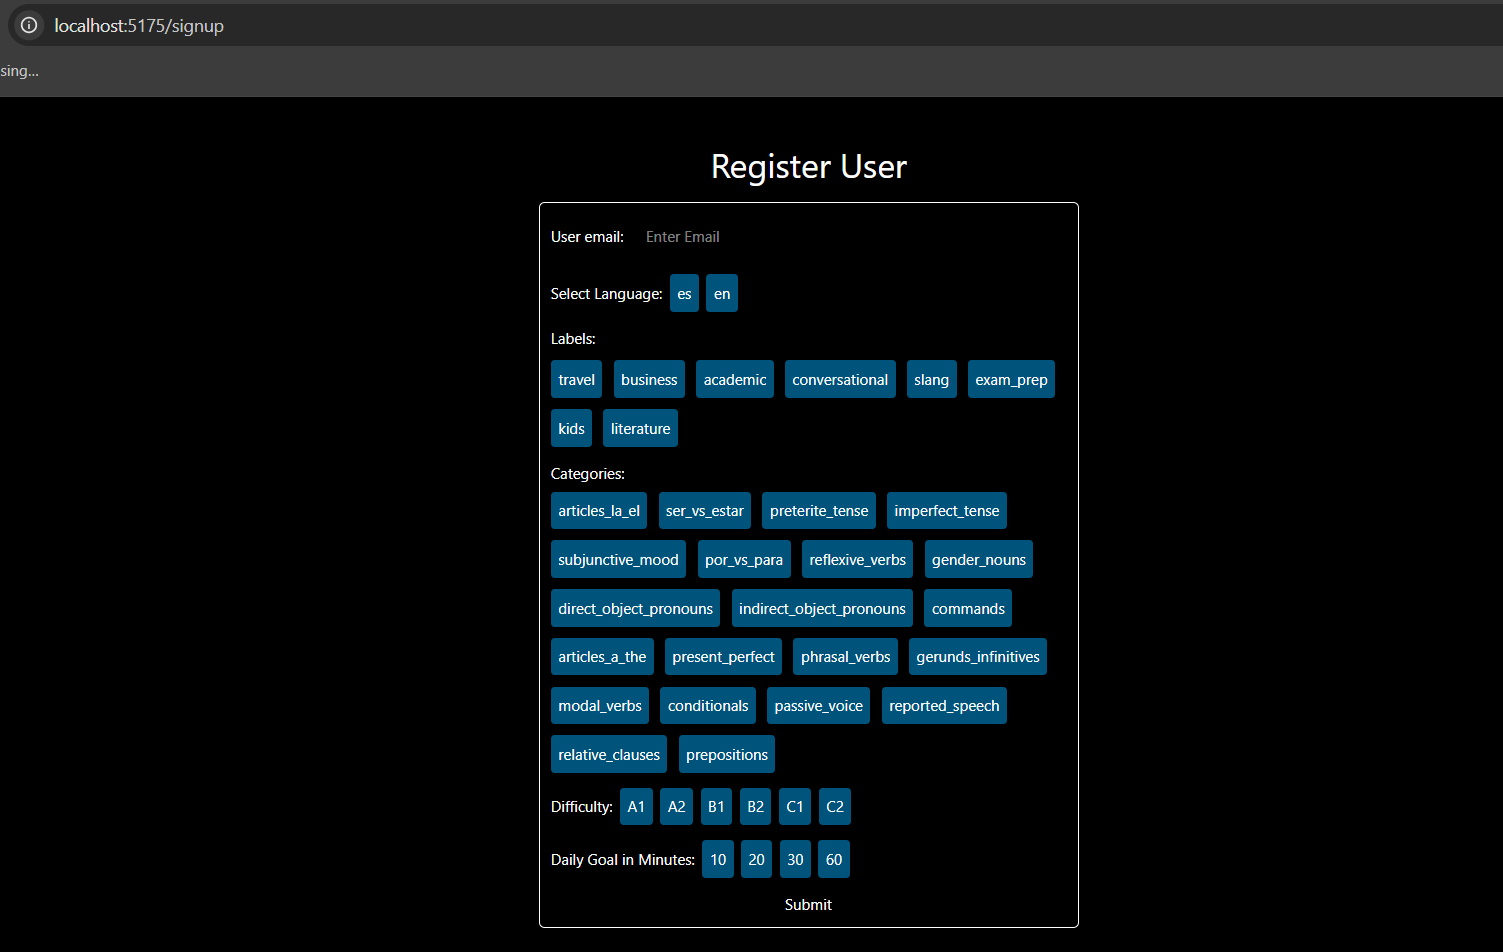 localhost:5175/signup
sing...
Register User
User email: Enter Email
Select Language: es en
Labels:
travel business academic conversational slang exam_prep
kids literature
Categories:
articles_la_el ser_vs_estar preterite_tense imperfect_tense
subjunctive_mood por_vs_para reflexive_verbs gender_nouns
direct_object_pronouns indirect_object_pronouns commands
articles_a_the present_perfect phrasal_verbs gerunds_infinitives
modal_verbs conditionals passive_voice reported_speech
relative_clauses prepositions
Difficulty: A1 A2 B1 B2 C1 C2
Daily Goal in Minutes: 10 20 30 60
Submit